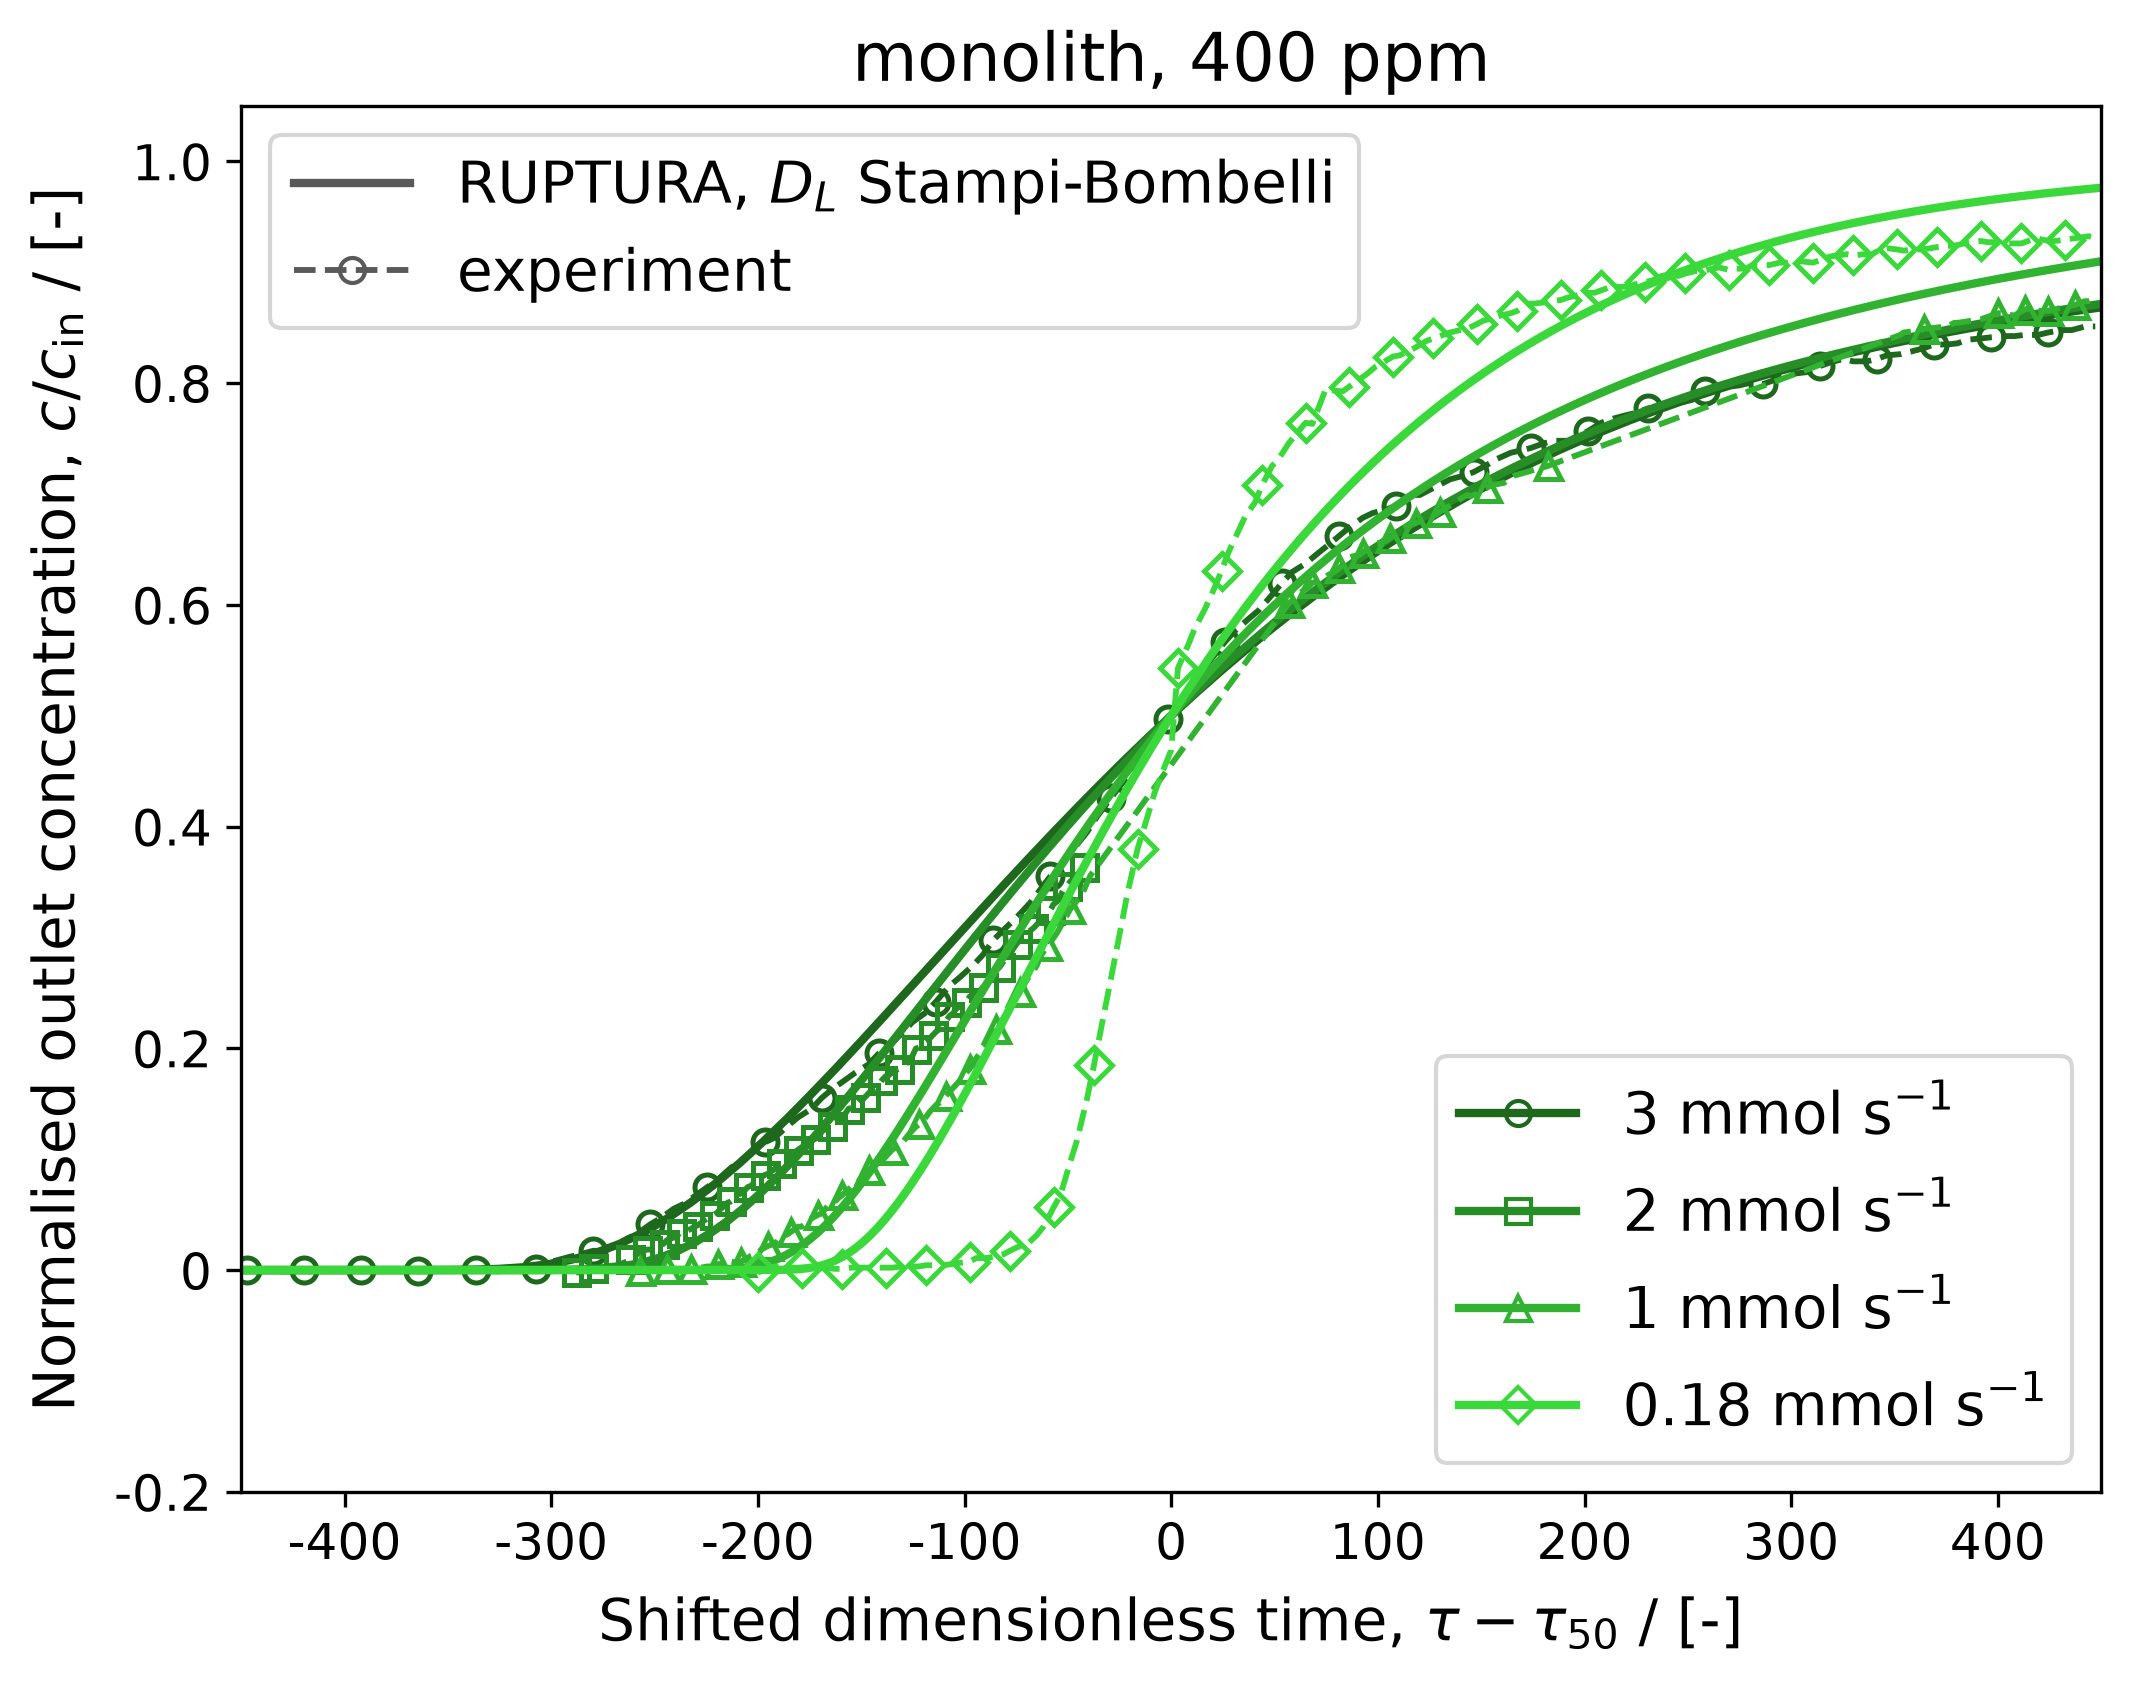 monolith, 400 ppm
RUPTURA, D_L Stampi-Bombelli
experiment
Normalised outlet concentration, c/c_in / [-]
1.0
0.8
0.6
0.4
0.2
0
-0.2
3 mmol s⁻¹
2 mmol s⁻¹
1 mmol s⁻¹
0.18 mmol s⁻¹
-400 -300 -200 -100 0 100 200 300 400
Shifted dimensionless time, τ − τ₅₀ / [-]